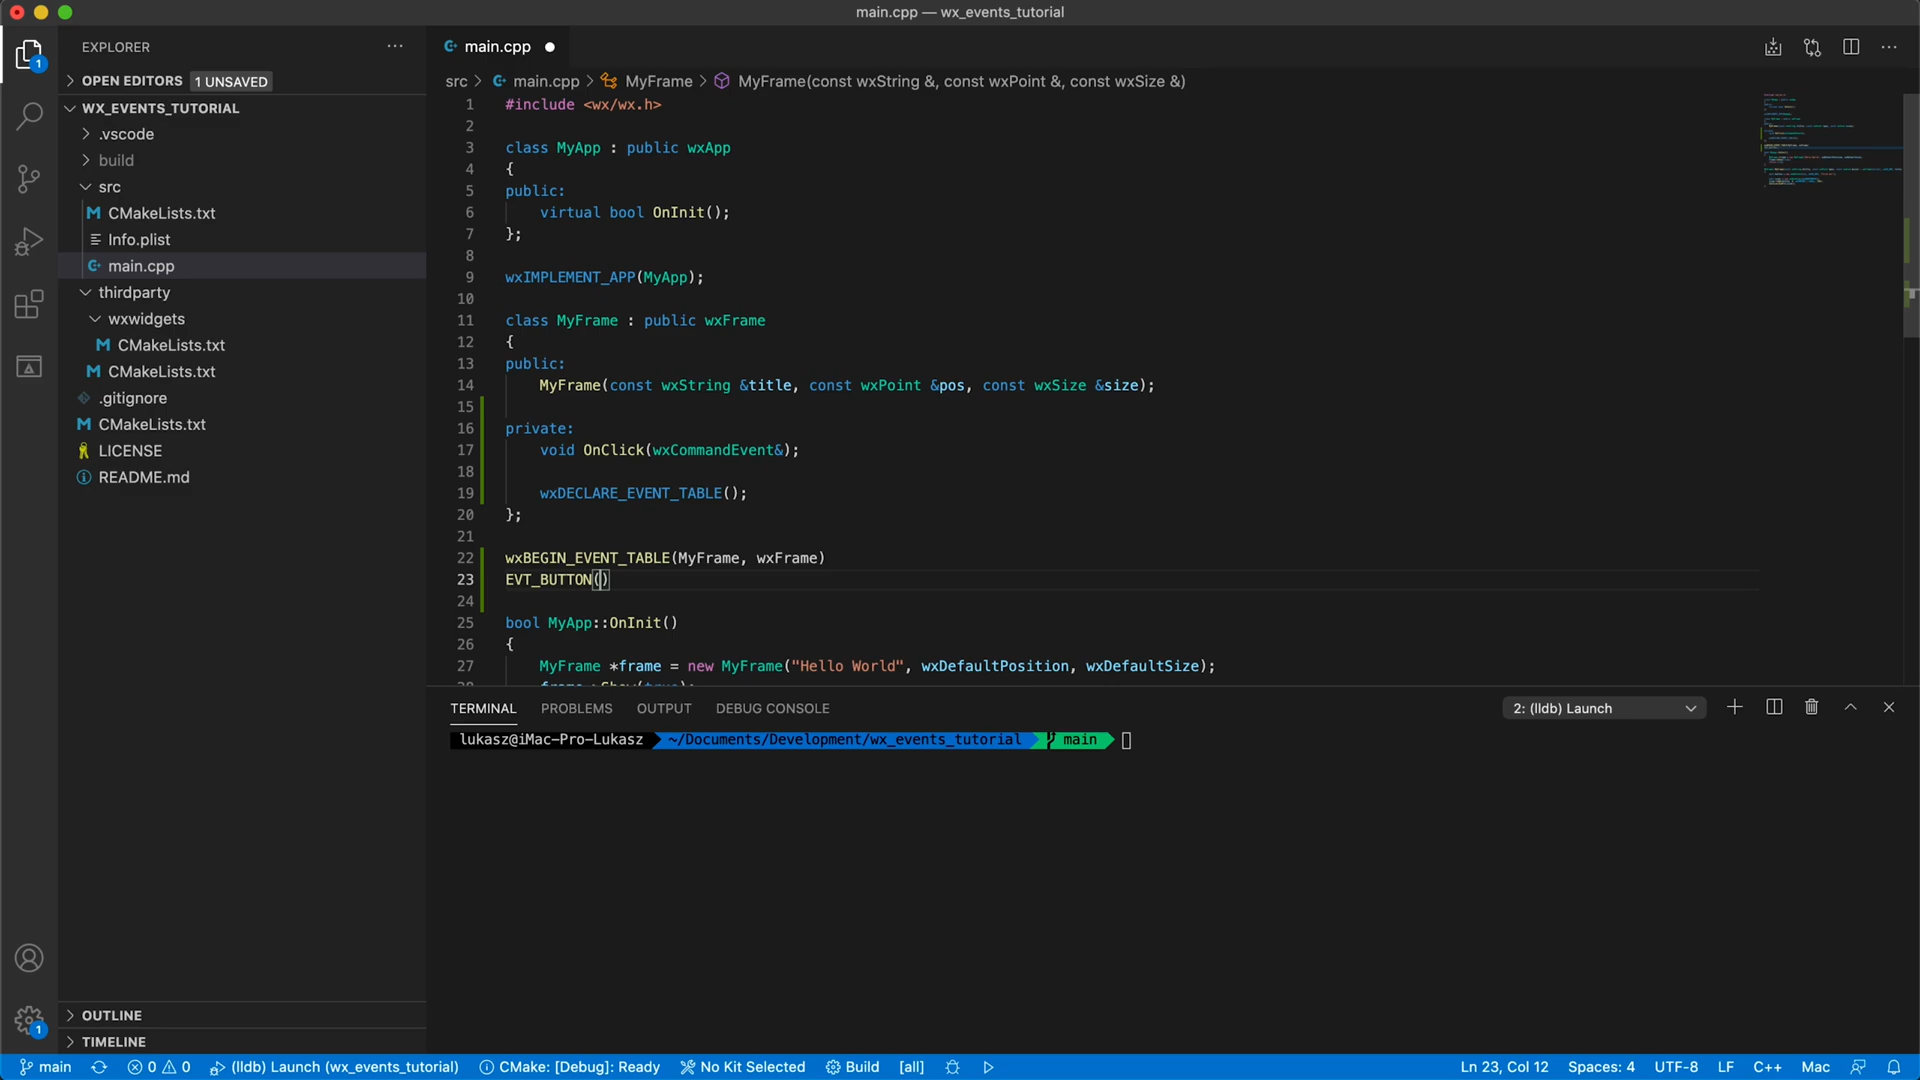 main.cpp — wx_events_tutorial
EXPLORER
main.cpp
OPEN EDITORS 1 UNSAVED
src > main.cpp > MyFrame > MyFrame(const wxString &, const wxPoint &, const wxSize &)
WX_EVENTS_TUTORIAL
.vscode
build
src
CMakeLists.txt
Info.plist
main.cpp
thirdparty
wxwidgets
CMakeLists.txt
CMakeLists.txt
.gitignore
CMakeLists.txt
LICENSE
README.md
OUTLINE
TIMELINE
1 #include <wx/wx.h>
2
3 class MyApp : public wxApp
4 {
5 public:
6 virtual bool OnInit();
7 };
8
9 wxIMPLEMENT_APP(MyApp);
10
11 class MyFrame : public wxFrame
12 {
13 public:
14 MyFrame(const wxString &title, const wxPoint &pos, const wxSize &size);
15
16 private:
17 void OnClick(wxCommandEvent&);
18
19 wxDECLARE_EVENT_TABLE();
20 };
21
22 wxBEGIN_EVENT_TABLE(MyFrame, wxFrame)
23 EVT_BUTTON()
24
25 bool MyApp::OnInit()
26 {
27 MyFrame *frame = new MyFrame("Hello World", wxDefaultPosition, wxDefaultSize);
28 frame->Show(true);
TERMINAL PROBLEMS OUTPUT DEBUG CONSOLE 2: (lldb) Launch
lukasz@iMac-Pro-Lukasz ~/Documents/Development/wx_events_tutorial main
1
1
main 0 0 (lldb) Launch (wx_events_tutorial) CMake: [Debug]: Ready No Kit Selected Build [all] Ln 23, Col 12 Spaces: 4 UTF-8 LF C++ Mac